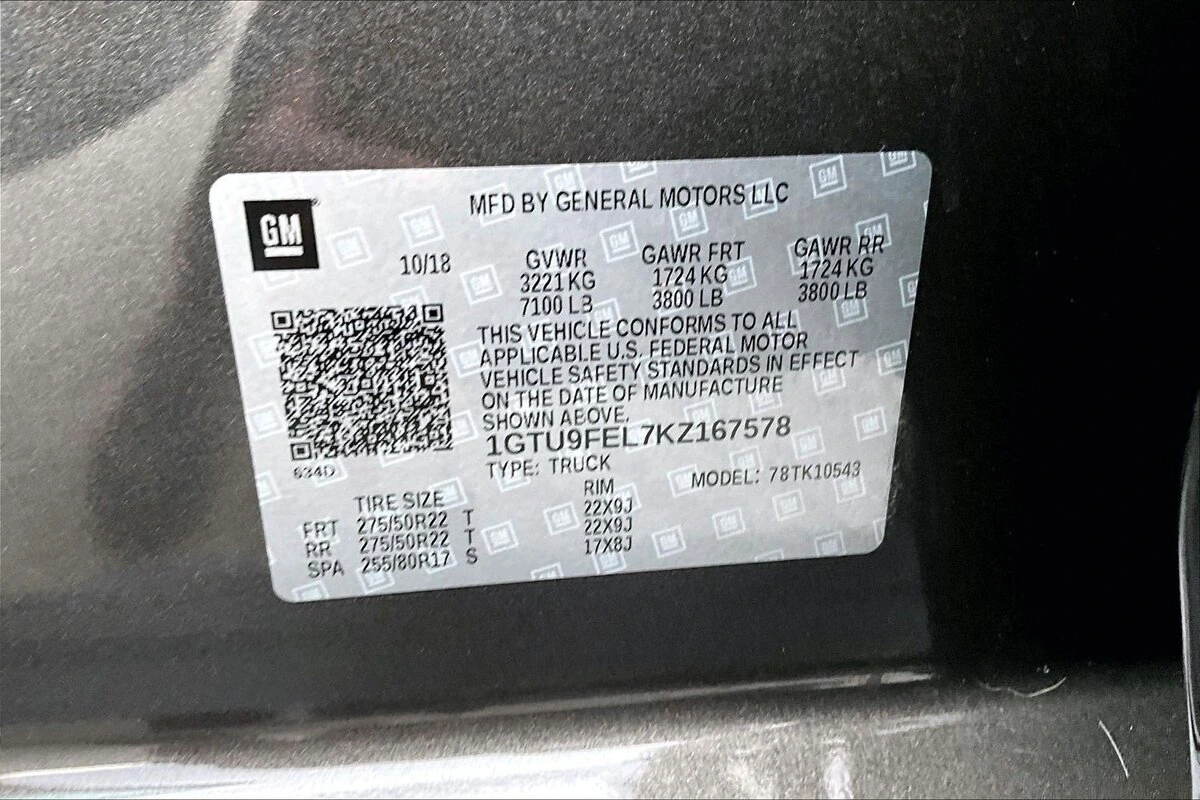 GM
MFD BY GENERAL MOTORS LLC
10/18
GVWR
3221 KG
7100 LB
GAWR FRT
1724 KG
3800 LB
GAWR RR
1724 KG
3800 LB
THIS VEHICLE CONFORMS TO ALL
APPLICABLE U.S. FEDERAL MOTOR
VEHICLE SAFETY STANDARDS IN EFFECT
ON THE DATE OF MANUFACTURE
SHOWN ABOVE.
1GTU9FEL7KZ167578
TYPE: TRUCK
MODEL: 78TK10543
634D
TIRE SIZE RIM
FRT 275/50R22 T 22X9J
RR 275/50R22 T 22X9J
SPA 255/80R17 S 17X8J